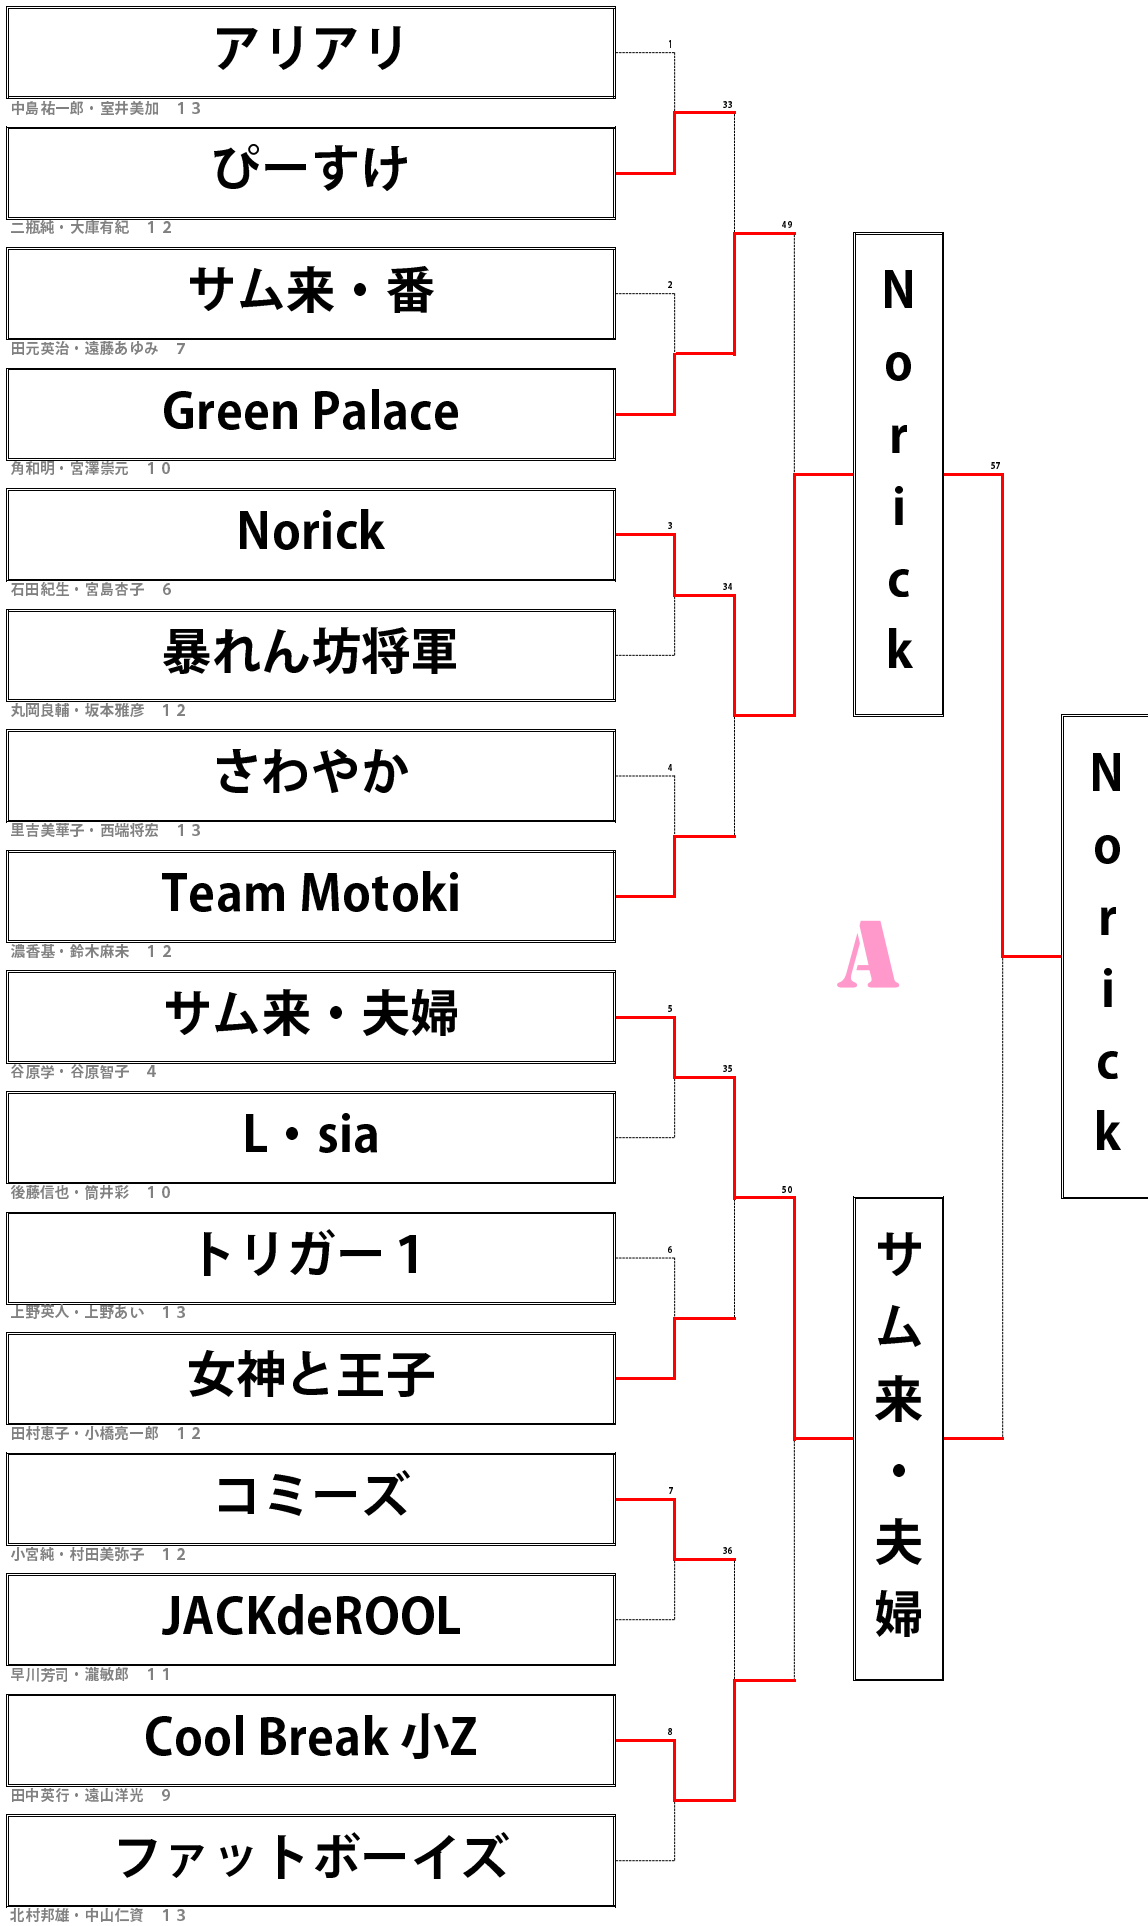 アリアリ
1
中島祐一郎・室井美加　１３
33
ぴーすけ
二瓶純・大庫有紀　１２
49
サム来・番
2
田元英治・遠藤あゆみ　７
Green Palace
角和明・宮澤崇元　１０
Norick
57
Norick
3
石田紀生・宮島杏子　６
34
暴れん坊将軍
丸岡良輔・坂本雅彦　１２
さわやか
4
里吉美華子・西端将宏　１３
Team Motoki
濃香基・鈴木麻未　１２
Norick
A
サム来・夫婦
5
谷原学・谷原智子　４
35
L・sia
後藤信也・筒井彩　１０
50
サム来・夫婦
トリガー１
6
上野英人・上野あい　１３
女神と王子
田村恵子・小橋亮一郎　１２
コミーズ
7
小宮純・村田美弥子　１２
36
JACKdeROOL
早川芳司・瀧敏郎　１１
Cool Break 小Z
8
田中英行・遠山洋光　９
ファットボーイズ
北村邦雄・中山仁資　１３